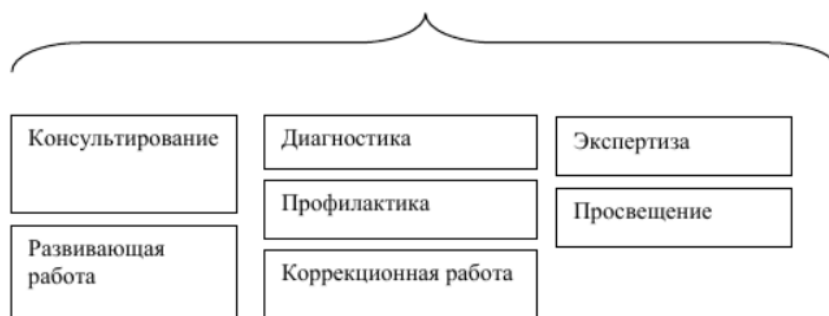 Консультирование
Развивающая
работа
Диагностика
Профилактика
Коррекционная работа
Экспертиза
Просвещение